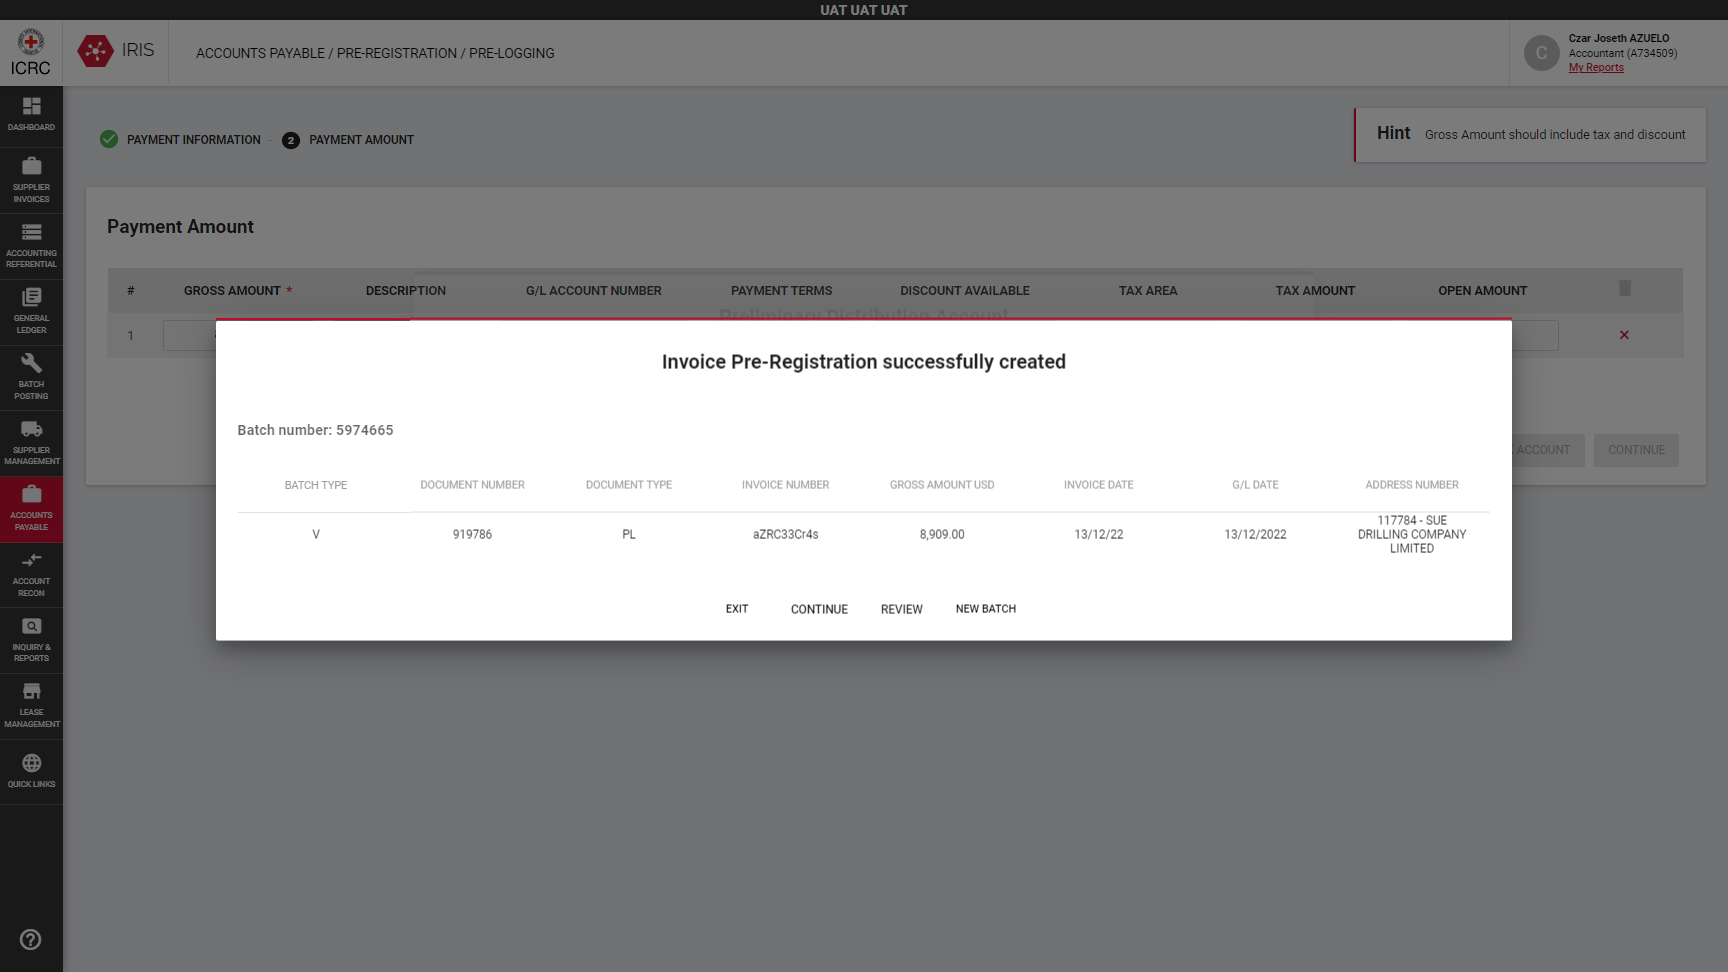 UAT UAT UAT
ICRC
IRIS
ACCOUNTS PAYABLE / PRE-REGISTRATION / PRE-LOGGING
C
Czar Joseth AZUELO
Accountant (A734509)
My Reports
DASHBOARD
SUPPLIER
INVOICES
ACCOUNTING
REFERENTIAL
GENERAL
LEDGER
BATCH
POSTING
SUPPLIER
MANAGEMENT
ACCOUNTS
PAYABLE
ACCOUNT
RECON
INQUIRY &
REPORTS
LEASE
MANAGEMENT
QUICK LINKS
PAYMENT INFORMATION
2 PAYMENT AMOUNT
Hint Gross Amount should include tax and discount
Payment Amount
# GROSS AMOUNT * DESCRIPTION G/L ACCOUNT NUMBER PAYMENT TERMS DISCOUNT AVAILABLE TAX AREA TAX AMOUNT OPEN AMOUNT
Preliminary Distribution Account
1
ACCOUNT
CONTINUE
Invoice Pre-Registration successfully created
Batch number: 5974665
BATCH TYPE DOCUMENT NUMBER DOCUMENT TYPE INVOICE NUMBER GROSS AMOUNT USD INVOICE DATE G/L DATE ADDRESS NUMBER
V 919786 PL aZRC33Cr4s 8,909.00 13/12/22 13/12/2022 117784 - SUE
DRILLING COMPANY
LIMITED
EXIT CONTINUE REVIEW NEW BATCH